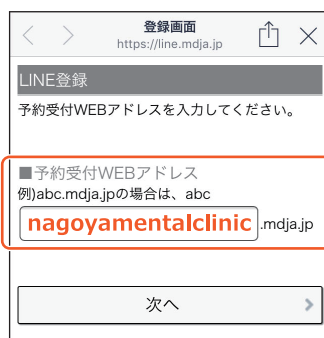 登録画面
https://line.mdja.jp
LINE登録
予約受付WEBアドレスを入力してください。
■予約受付WEBアドレス
例)abc.mdja.jpの場合は、abc
nagoyamentalclinic .mdja.jp
次へ